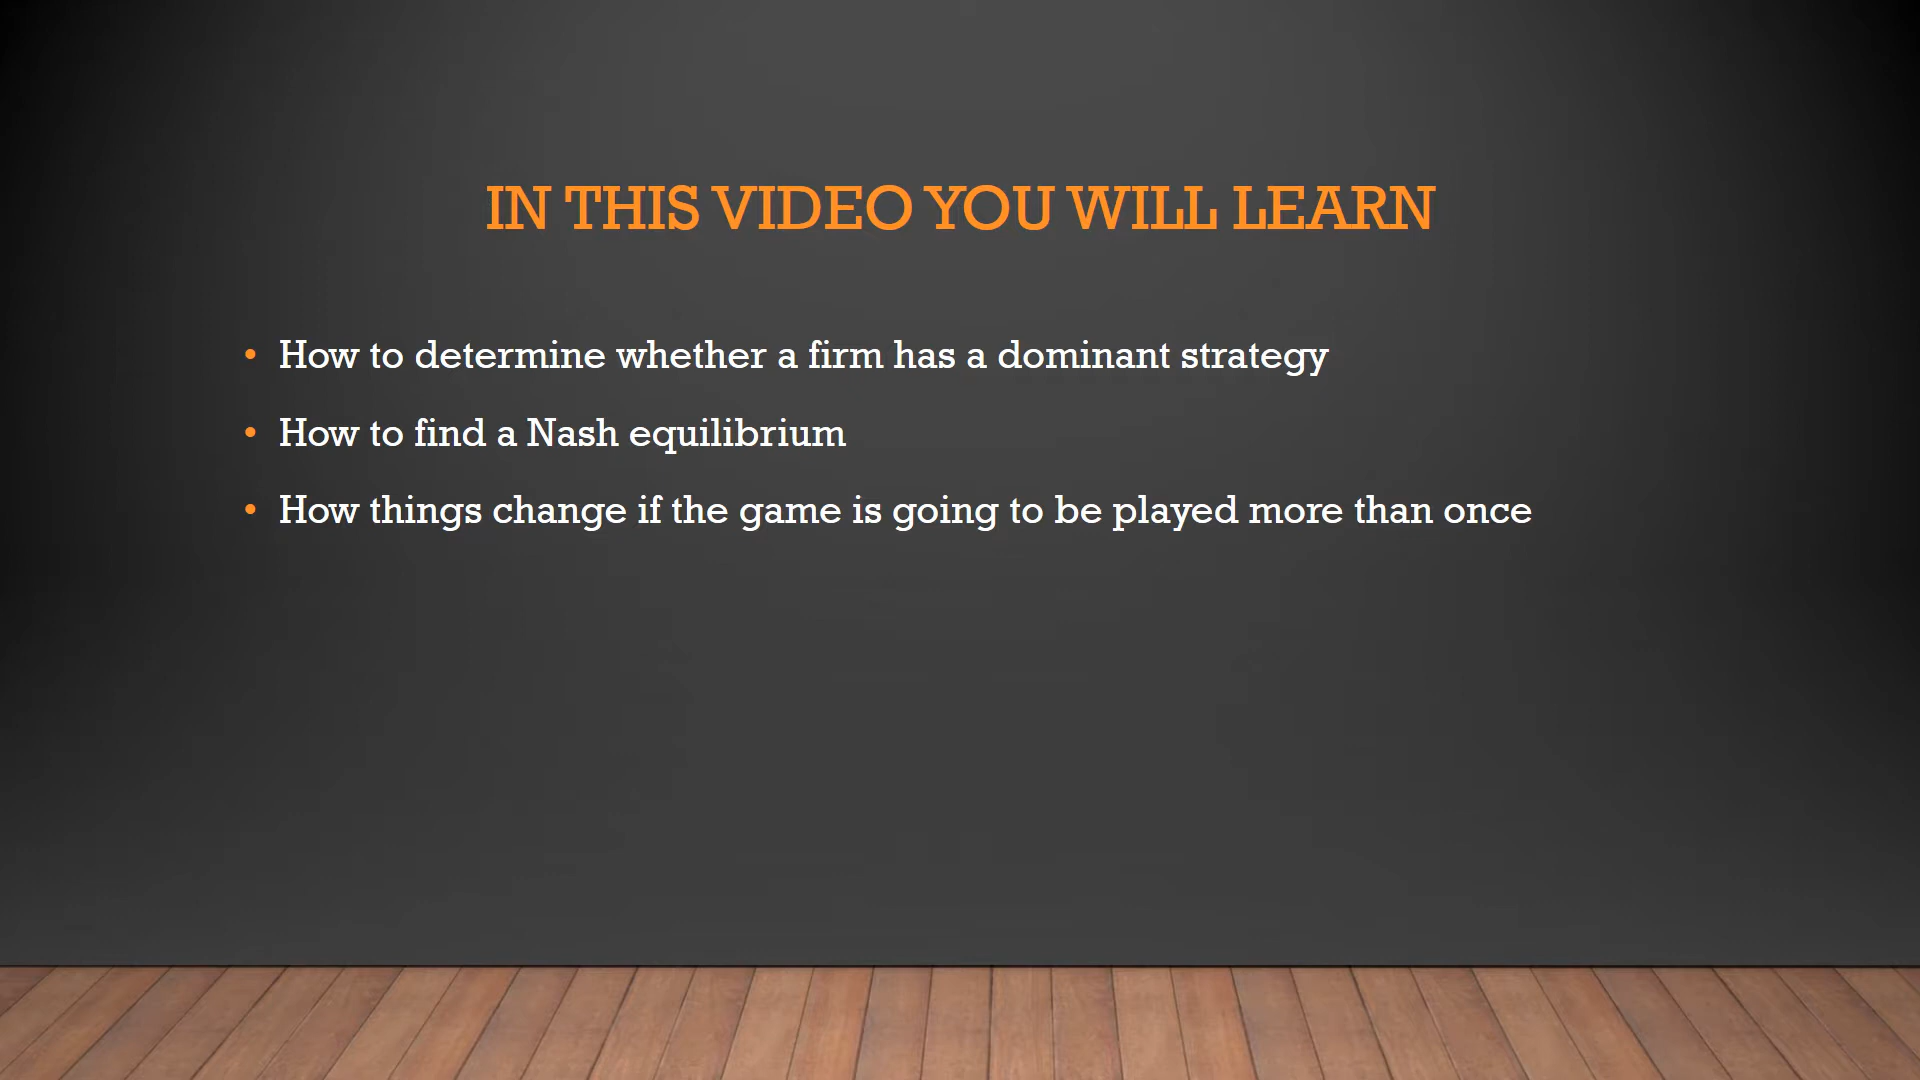 IN THIS VIDEO YOU WILL LEARN
• How to determine whether a firm has a dominant strategy
• How to find a Nash equilibrium
• How things change if the game is going to be played more than once